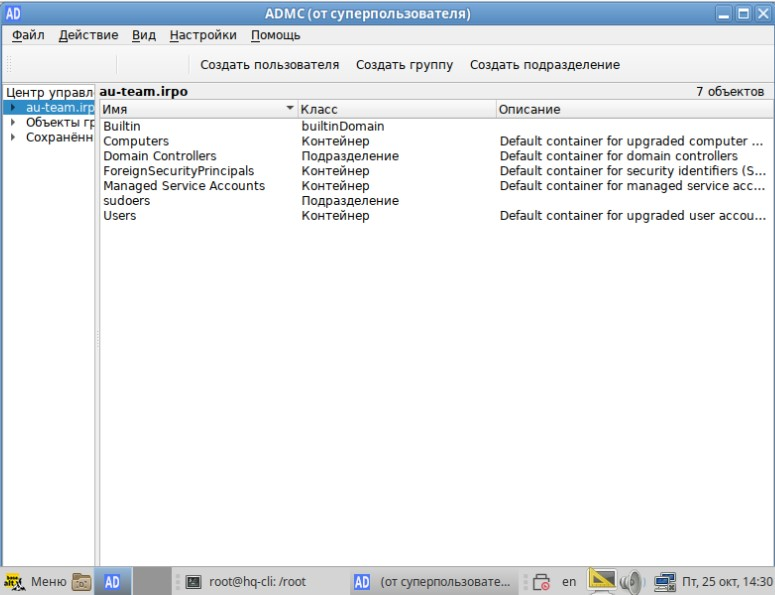 AD ADMC (от суперпользователя)
Файл Действие Вид Настройки Помощь
Создать пользователя Создать группу Создать подразделение
Центр управл au-team.irpo 7 объектов
au-team.irp Имя Класс Описание
Объекты гр
Сохранённ
Builtin builtinDomain
Computers Контейнер Default container for upgraded computer ...
Domain Controllers Подразделение Default container for domain controllers
ForeignSecurityPrincipals Контейнер Default container for security identifiers (S...
Managed Service Accounts Контейнер Default container for managed service acc...
sudoers Подразделение
Users Контейнер Default container for upgraded user accou...
Меню AD root@hq-cli: /root AD (от суперпользовате... en Пт, 25 окт, 14:30